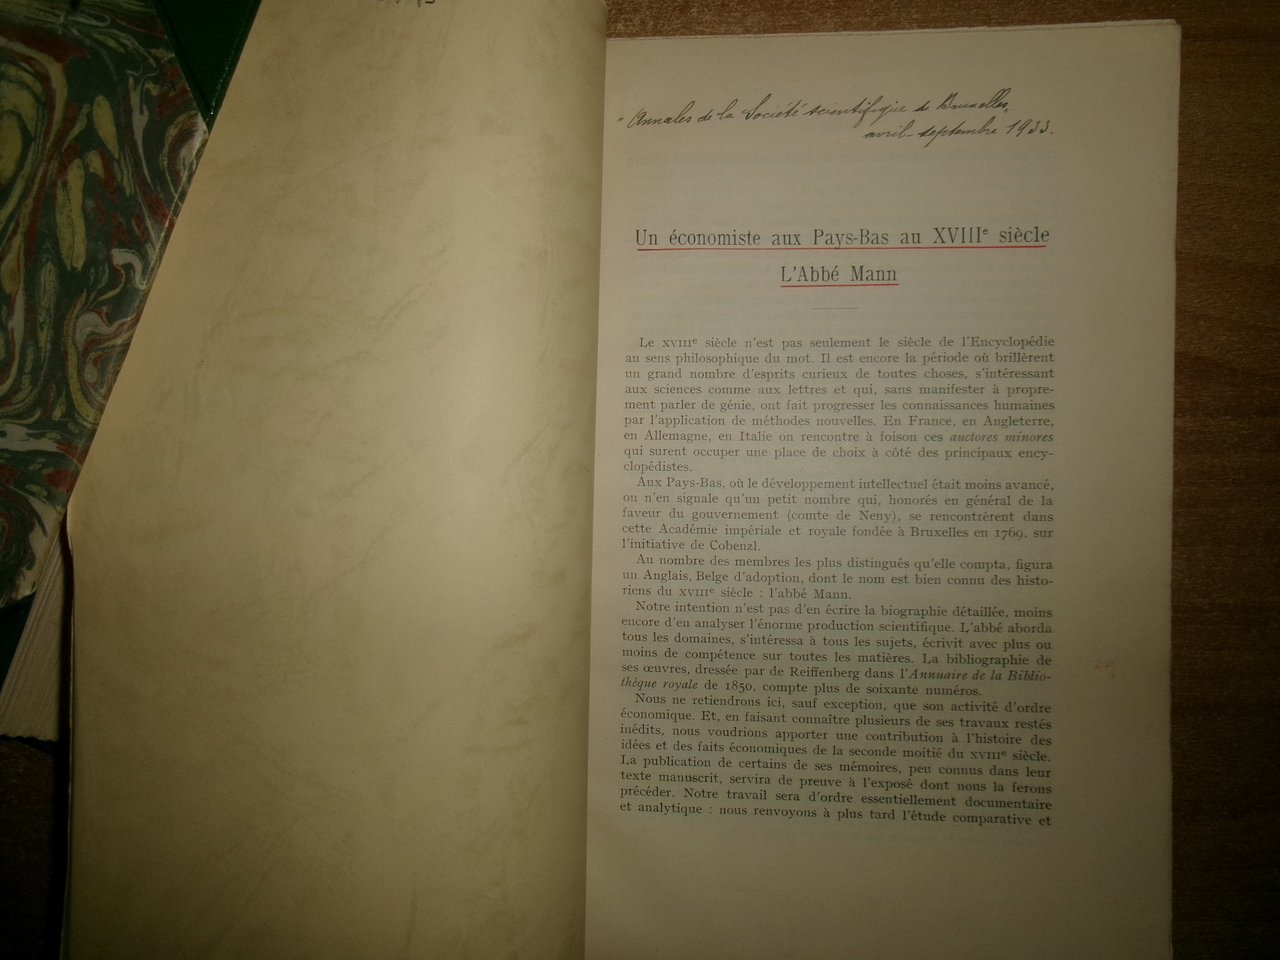 Annales de la Société scientifique de Bruxelles,
avril-septembre 1933.
Un économiste aux Pays-Bas au XVIIIe siècle
L'Abbé Mann
Le XVIIIe siècle n'est pas seulement le siècle de l'Encyclopédie
au sens philosophique du mot. Il est encore la période où brillèrent
un grand nombre d'esprits curieux de toutes choses, s'intéressant
aux sciences comme aux lettres et qui, sans manifester à propre-
ment parler de génie, ont fait progresser les connaissances humaines
par l'application de méthodes nouvelles. En France, en Angleterre,
en Allemagne, en Italie on rencontre à foison ces auctores minores
qui surent occuper une place de choix à côté des principaux ency-
clopédistes.
Aux Pays-Bas, où le développement intellectuel était moins avancé,
on n'en signale qu'un petit nombre qui, honorés en général de la
faveur du gouvernement (comte de Neny), se rencontrèrent dans
cette Académie impériale et royale fondée à Bruxelles en 1769, sur
l'initiative de Cobenzl.
Au nombre des membres les plus distingués qu'elle compta, figura
un Anglais, Belge d'adoption, dont le nom est bien connu des histo-
riens du XVIIIe siècle : l'abbé Mann.
Notre intention n'est pas d'en écrire la biographie détaillée, moins
encore d'en analyser l'énorme production scientifique. L'abbé aborda
tous les domaines, s'intéressa à tous les sujets, écrivit avec plus ou
moins de compétence sur toutes les matières. La bibliographie de
ses œuvres, dressée par de Reiffenberg dans l'Annuaire de la Biblio-
thèque royale de 1850, compte plus de soixante numéros.
Nous ne retiendrons ici, sauf exception, que son activité d'ordre
économique. Et, en faisant connaître plusieurs de ses travaux restés
inédits, nous voudrions apporter une contribution à l'histoire des
idées et des faits économiques de la seconde moitié du XVIIIe siècle.
La publication de certains de ses mémoires, peu connus dans leur
texte manuscrit, servira de preuve à l'exposé dont nous la ferons
précéder. Notre travail sera d'ordre essentiellement documentaire
et analytique : nous renvoyons à plus tard l'étude comparative et